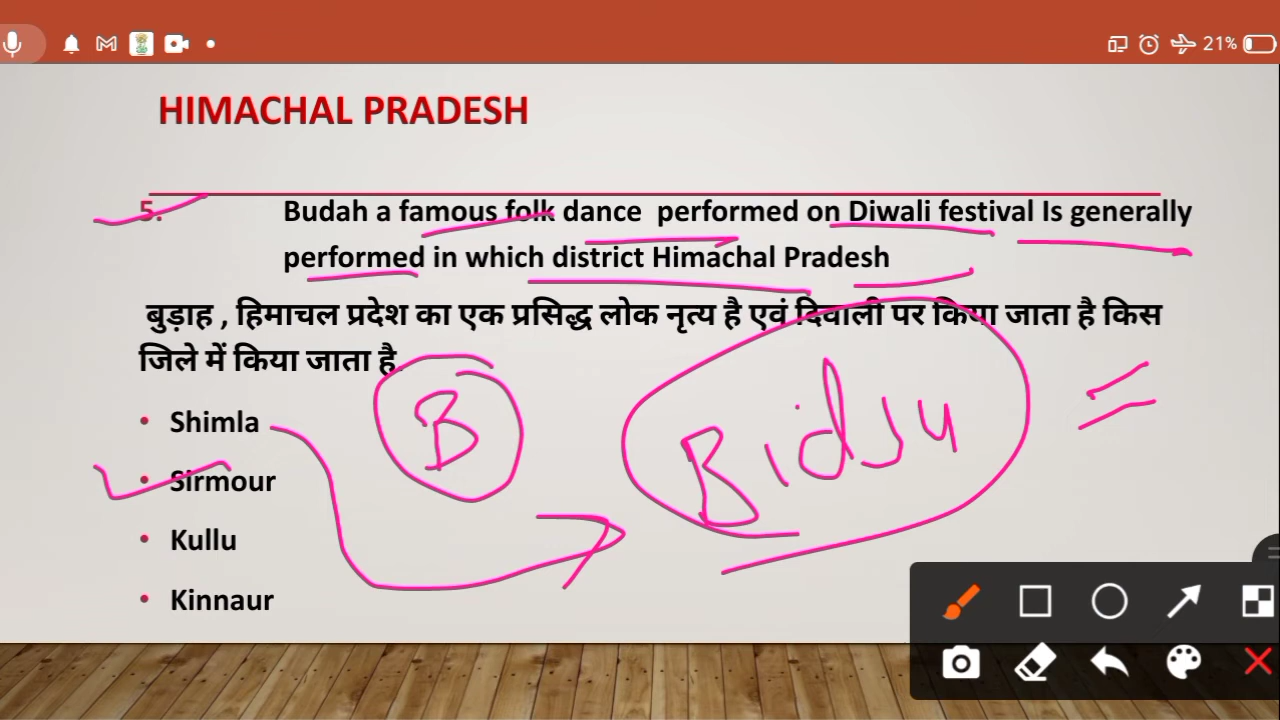 21%
HIMACHAL PRADESH
5. Budah a famous folk dance performed on Diwali festival Is generally
performed in which district Himachal Pradesh
बुड़ाह , हिमाचल प्रदेश का एक प्रसिद्ध लोक नृत्य है एवं दिवाली पर किया जाता है किस
जिले में किया जाता है
B
Shimla
Bidsu
Sirmour
Kullu
Kinnaur